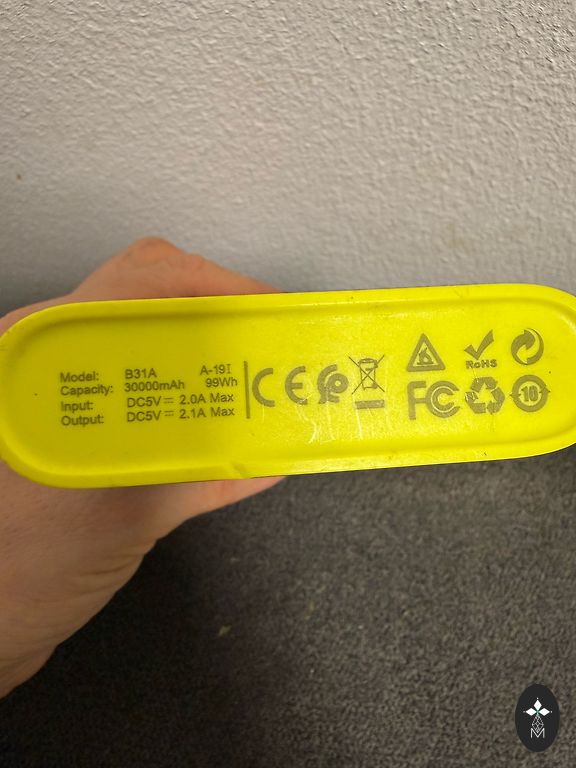 Model: B31A A-19I
Capacity: 30000mAh 99Wh
Input: DC5V⎓2.0A Max
Output: DC5V⎓2.1A Max
CE
RoHS
FC
10
M